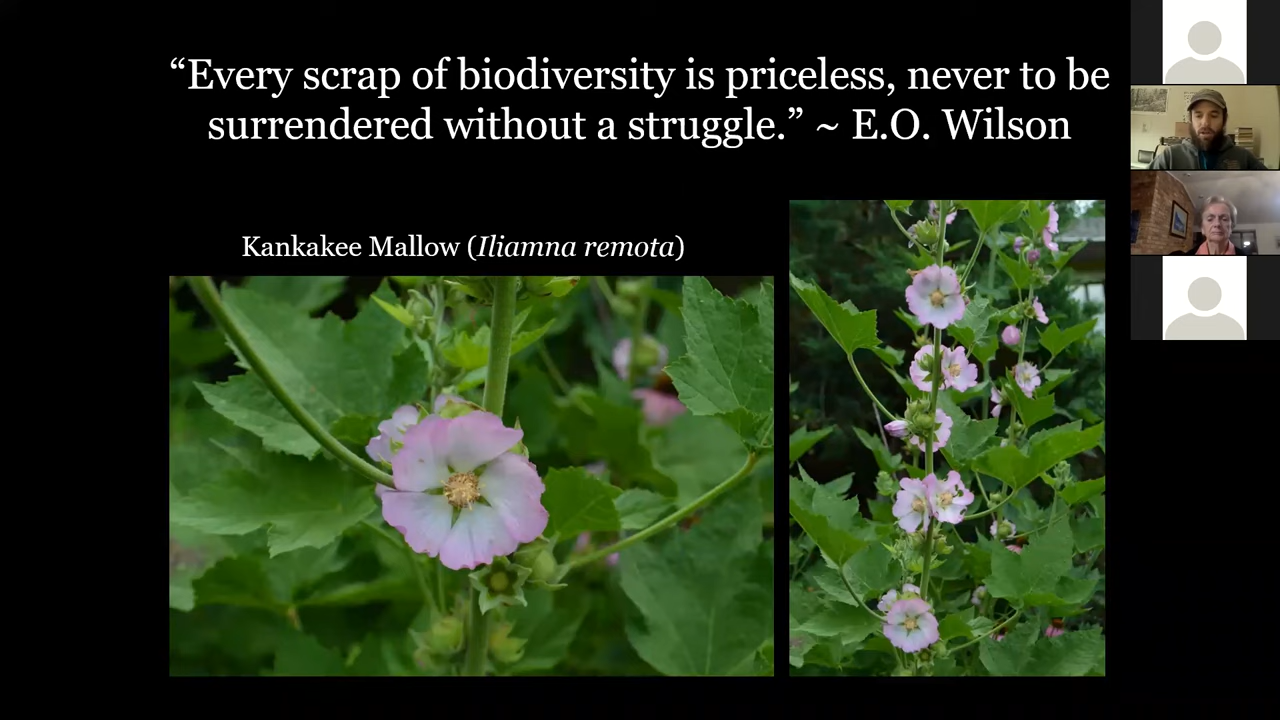 “Every scrap of biodiversity is priceless, never to be
surrendered without a struggle.” ~ E.O. Wilson
Kankakee Mallow (Iliamna remota)